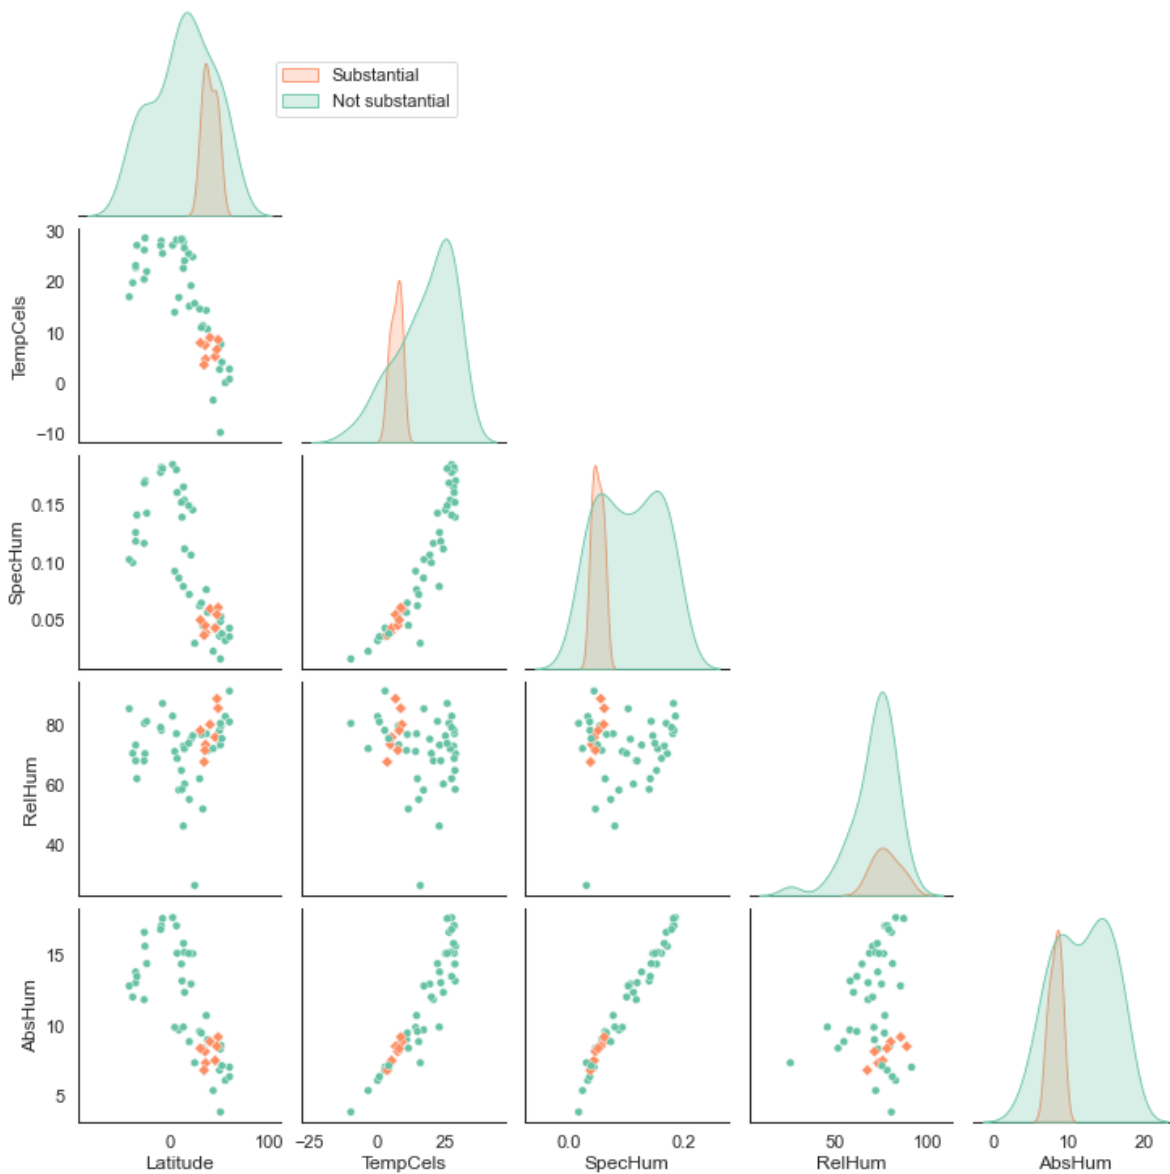 Substantial
Not substantial
30
20
10
0
−10
TempCels
0.15
0.10
0.05
SpecHum
80
60
40
RelHum
15
10
5
AbsHum
0 100 −25 0 25 0.0 0.2 50 100 0 10 20
Latitude TempCels SpecHum RelHum AbsHum